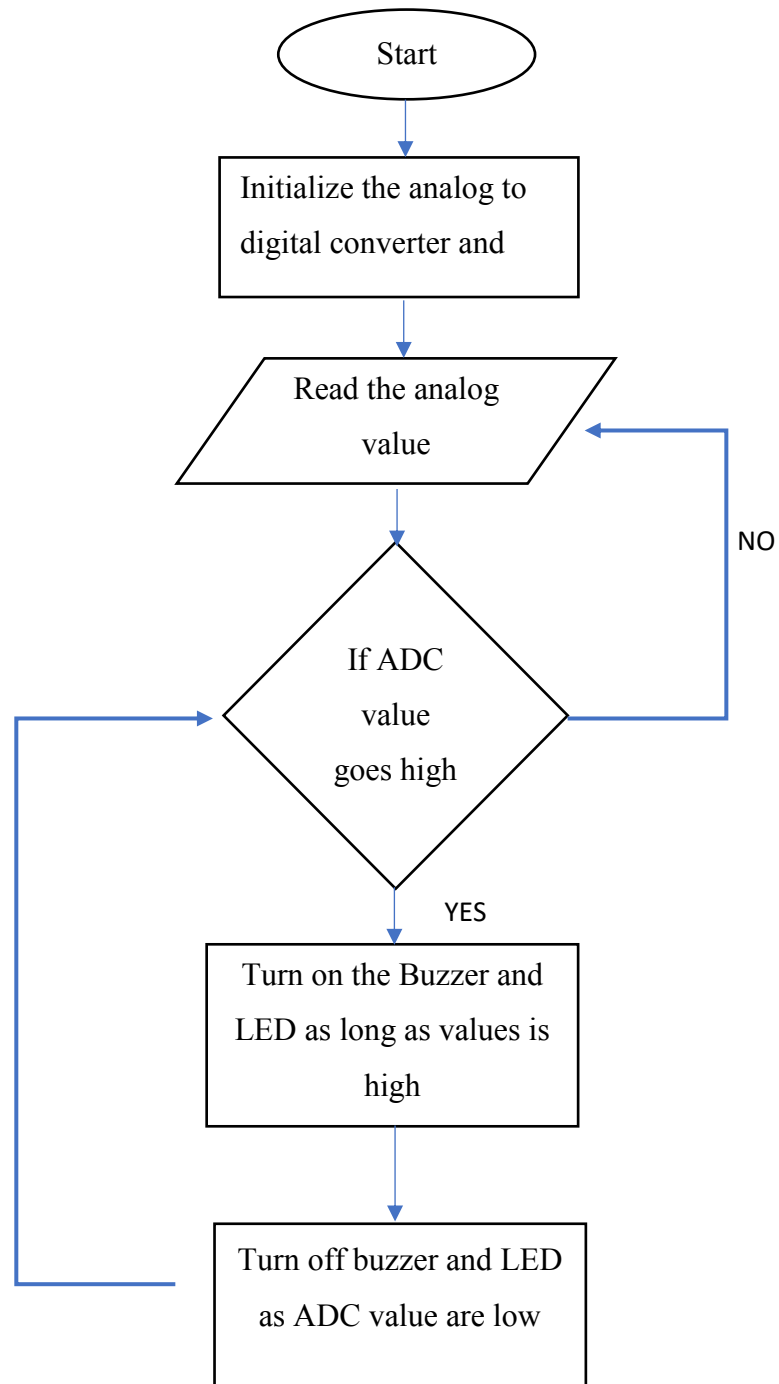 Start
Initialize the analog to
digital converter and
Read the analog
value
NO
If ADC
value
goes high
YES
Turn on the Buzzer and
LED as long as values is
high
Turn off buzzer and LED
as ADC value are low